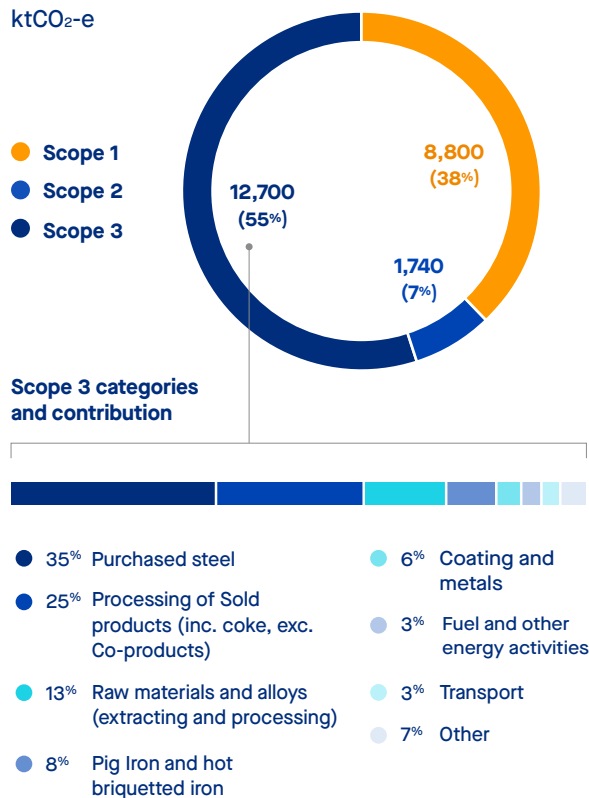 ktCO₂-e
Scope 1
Scope 2
Scope 3
8,800
(38%)
12,700
(55%)
1,740
(7%)
Scope 3 categories
and contribution
35% Purchased steel
25% Processing of Sold
products (inc. coke, exc.
Co-products)
13% Raw materials and alloys
(extracting and processing)
8% Pig Iron and hot
briquetted iron
6% Coating and
metals
3% Fuel and other
energy activities
3% Transport
7% Other